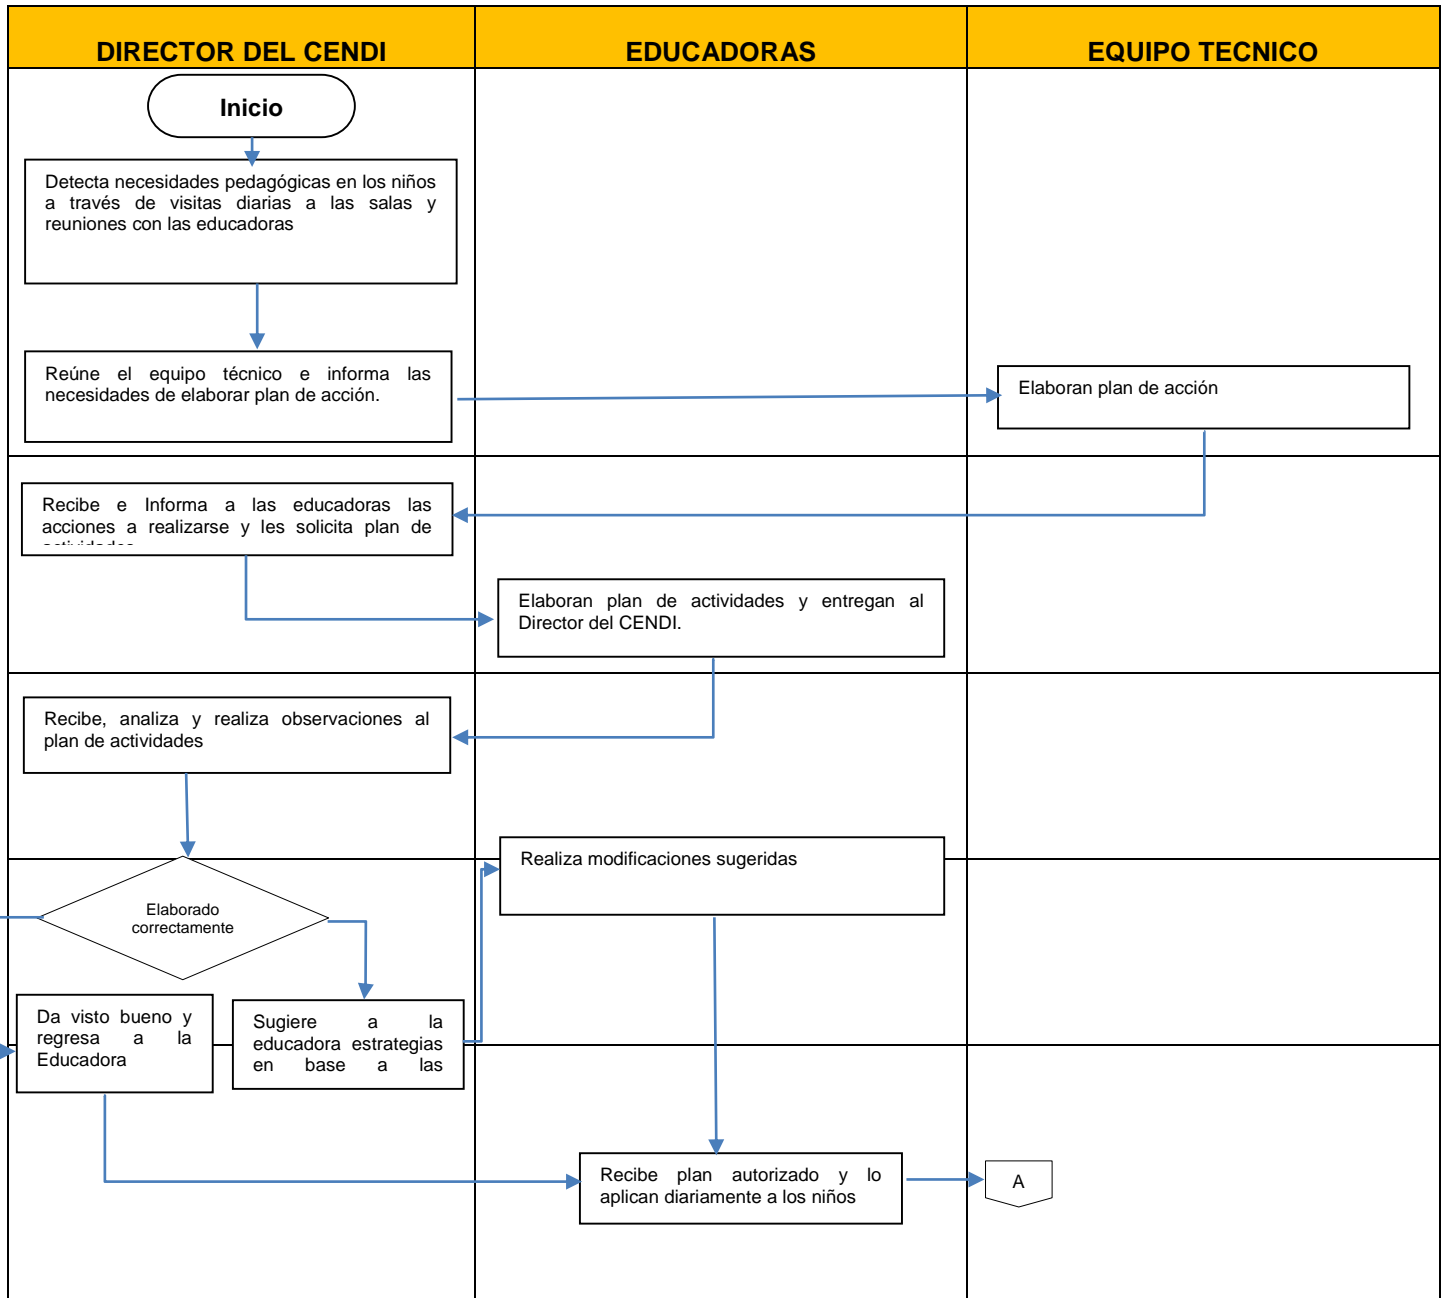 DIRECTOR DEL CENDI
EDUCADORAS
EQUIPO TECNICO
Inicio
Detecta necesidades pedagógicas en los niños
a través de visitas diarias a las salas y
reuniones con las educadoras
Reúne el equipo técnico e informa las
necesidades de elaborar plan de acción.
Elaboran plan de acción
Recibe e Informa a las educadoras las
acciones a realizarse y les solicita plan de
Elaboran plan de actividades y entregan al
Director del CENDI.
Recibe, analiza y realiza observaciones al
plan de actividades
Realiza modificaciones sugeridas
Elaborado
correctamente
Da visto bueno y
regresa a la
Educadora
Sugiere a la
educadora estrategias
en base a las
Recibe plan autorizado y lo
aplican diariamente a los niños
A